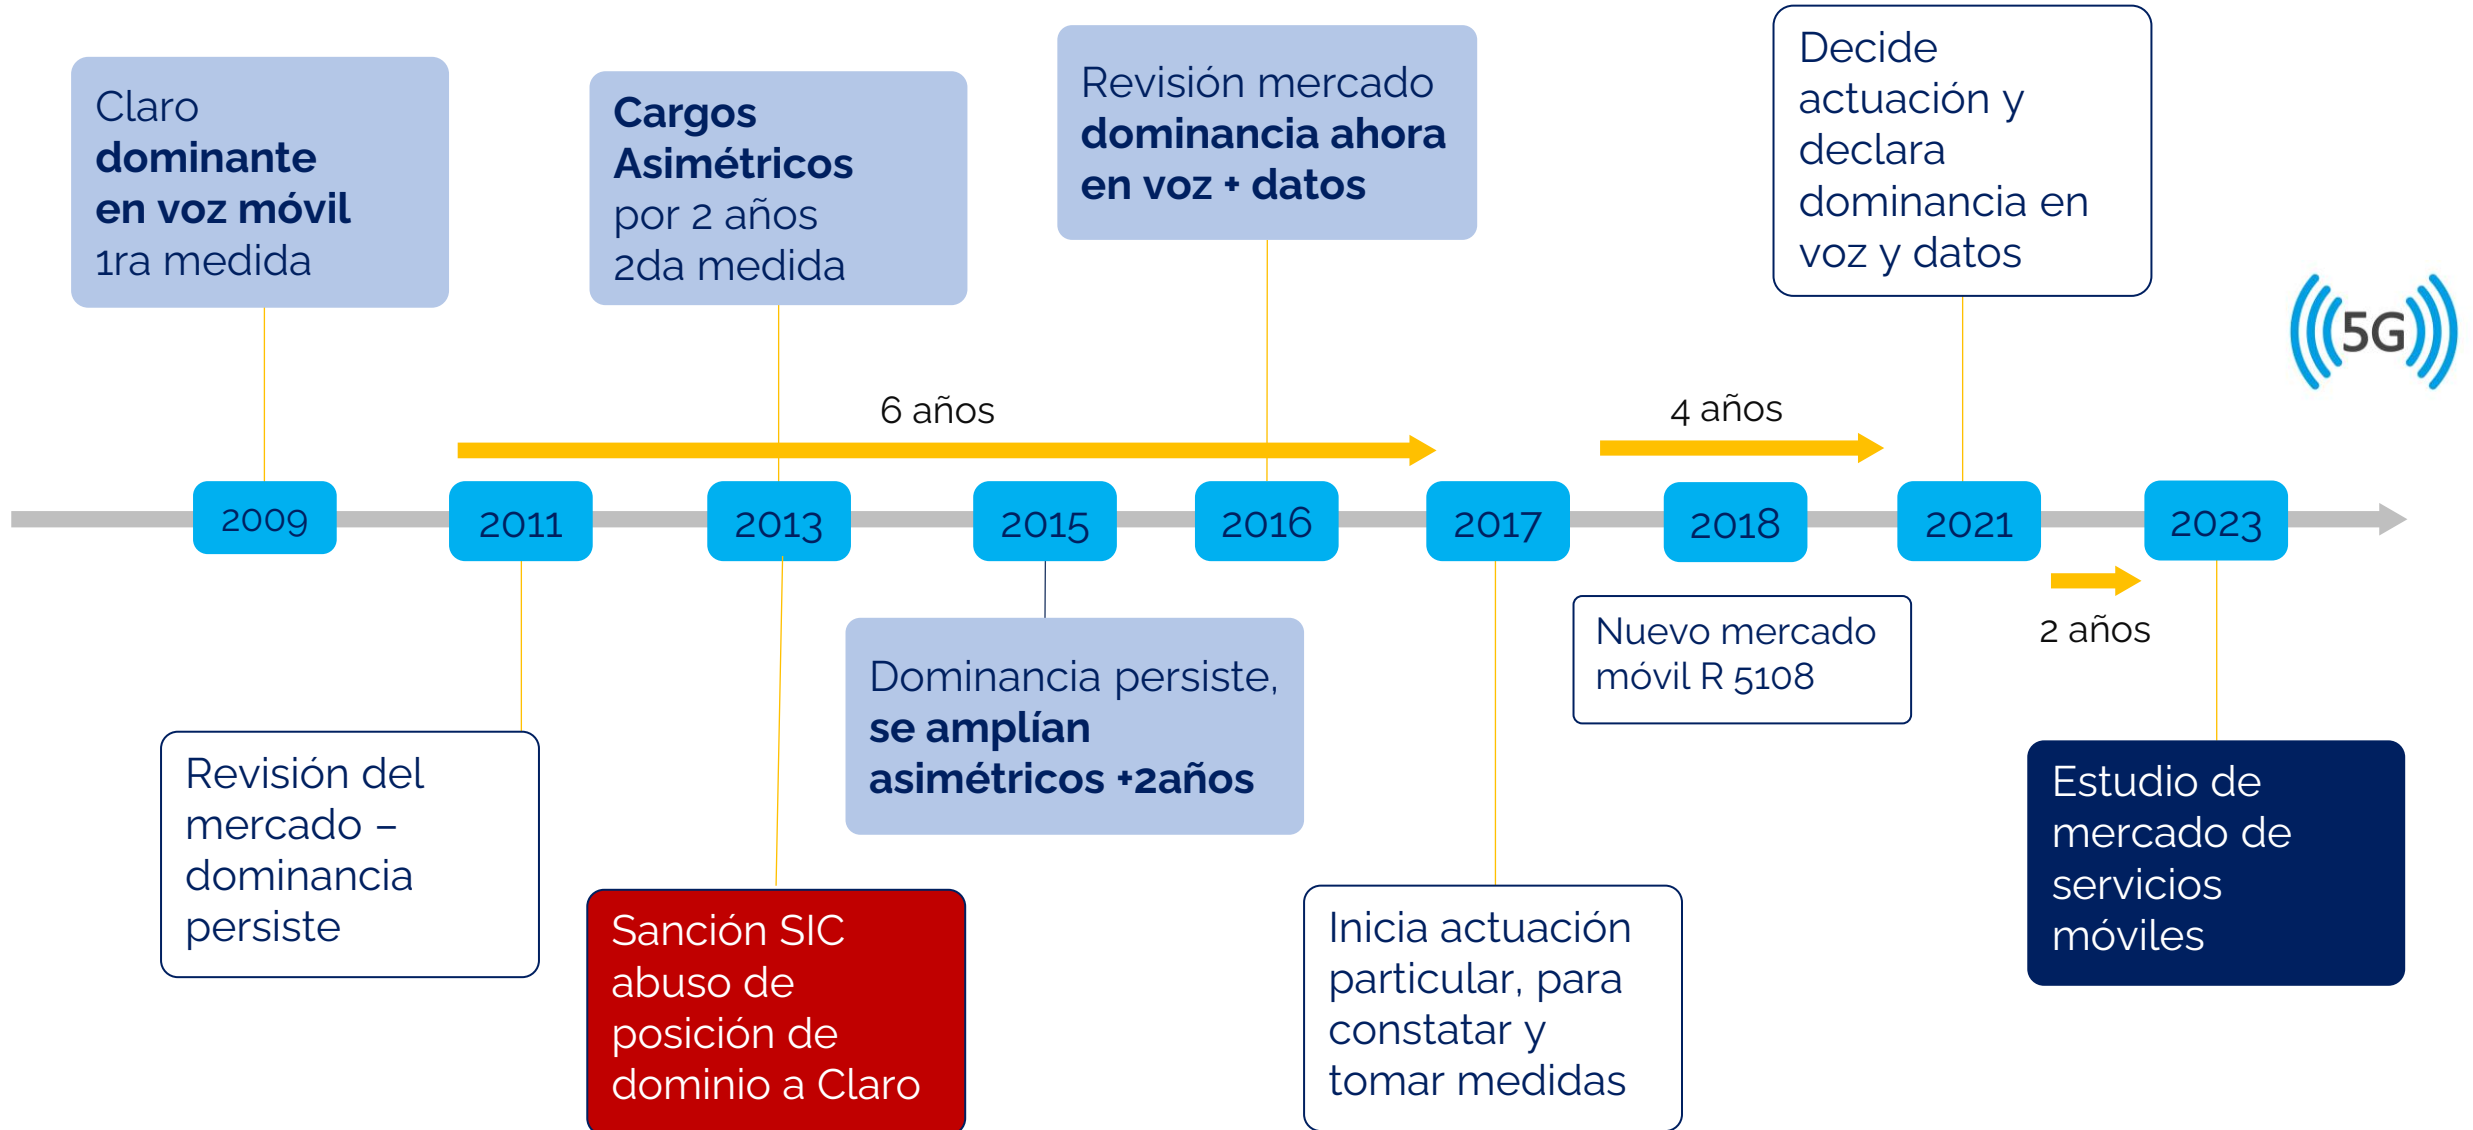 Claro
dominante
en voz móvil
1ra medida
Cargos
Asimétricos
por 2 años
2da medida
Revisión mercado
dominancia ahora
en voz + datos
Decide
actuación y
declara
dominancia en
voz y datos
5G
6 años
4 años
2009
2011
2013
2015
2016
2017
2018
2021
2023
2 años
Nuevo mercado
móvil R 5108
Dominancia persiste,
se amplían
asimétricos +2años
Revisión del
mercado –
dominancia
persiste
Sanción SIC
abuso de
posición de
dominio a Claro
Inicia actuación
particular, para
constatar y
tomar medidas
Estudio de
mercado de
servicios
móviles